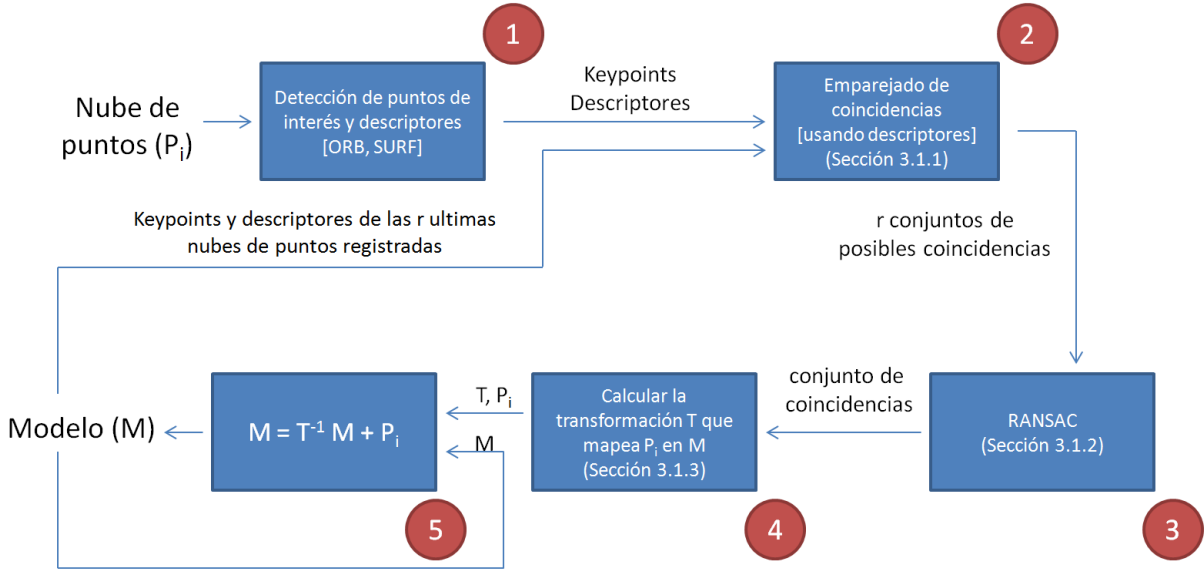 1
2
Nube de
puntos (Pi)
Detección de puntos de
interés y descriptores
[ORB, SURF]
Keypoints
Descriptores
Emparejado de
coincidencias
[usando descriptores]
(Sección 3.1.1)
Keypoints y descriptores de las r ultimas
nubes de puntos registradas
r conjuntos de
posibles coincidencias
Modelo (M)
M = T-1 M + Pi
T, Pi
M
Calcular la
transformación T que
mapea Pi en M
(Sección 3.1.3)
conjunto de
coincidencias
RANSAC
(Sección 3.1.2)
5
4
3